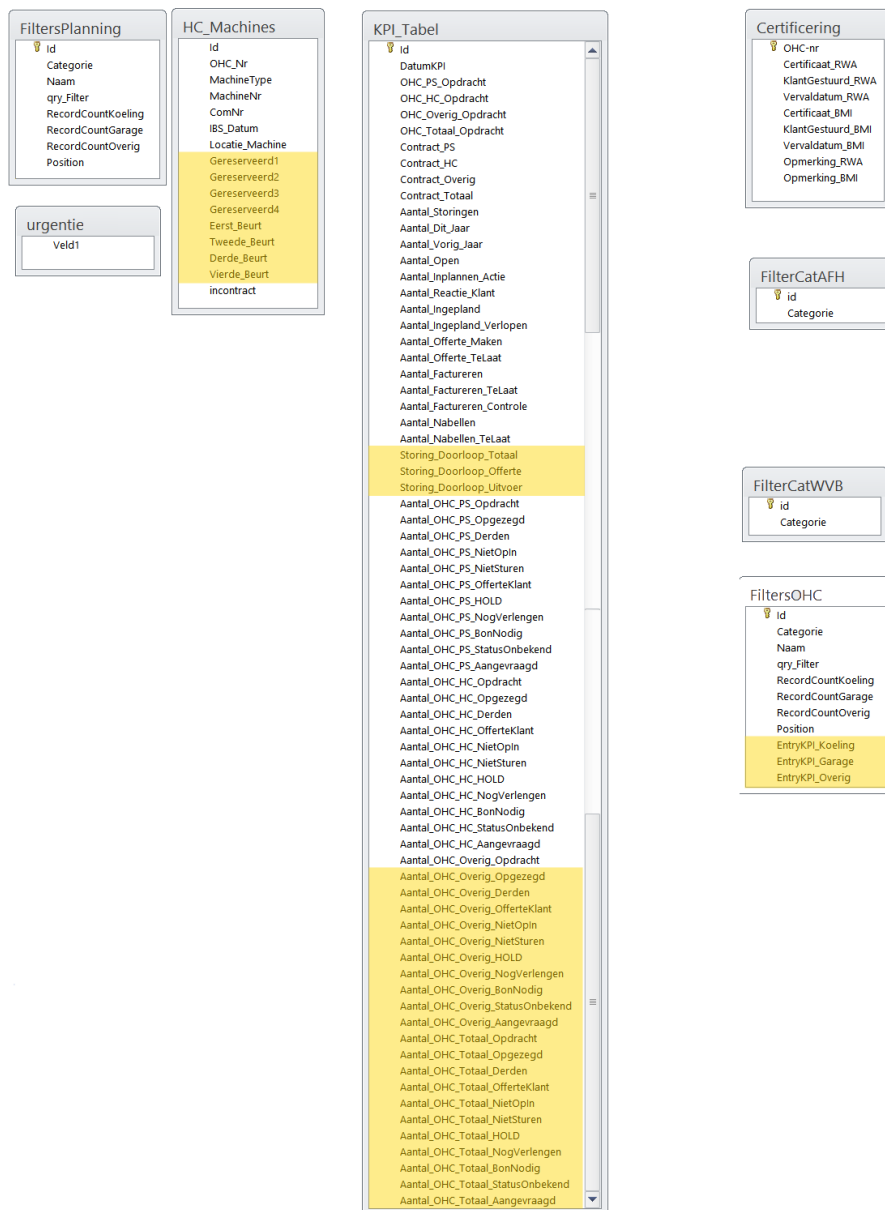 FiltersPlanning
Id
Categorie
Naam
qry_Filter
RecordCountKoeling
RecordCountGarage
RecordCountOverig
Position
urgentie
Veld1
HC_Machines
Id
OHC_Nr
MachineType
MachineNr
ComNr
IBS_Datum
Locatie_Machine
Gereserveerd1
Gereserveerd2
Gereserveerd3
Gereserveerd4
Eerst_Beurt
Tweede_Beurt
Derde_Beurt
Vierde_Beurt
incontract
KPI_Tabel
Id
DatumKPI
OHC_PS_Opdracht
OHC_HC_Opdracht
OHC_Overig_Opdracht
OHC_Totaal_Opdracht
Contract_PS
Contract_HC
Contract_Overig
Contract_Totaal
Aantal_Storingen
Aantal_Dit_Jaar
Aantal_Vorig_Jaar
Aantal_Open
Aantal_Inplannen_Actie
Aantal_Reactie_Klant
Aantal_Ingepland
Aantal_Ingepland_Verlopen
Aantal_Offerte_Maken
Aantal_Offerte_TeLaat
Aantal_Factureren
Aantal_Factureren_TeLaat
Aantal_Factureren_Controle
Aantal_Nabellen
Aantal_Nabellen_TeLaat
Storing_Doorloop_Totaal
Storing_Doorloop_Offerte
Storing_Doorloop_Uitvoer
Aantal_OHC_PS_Opdracht
Aantal_OHC_PS_Opgezegd
Aantal_OHC_PS_Derden
Aantal_OHC_PS_NietOpIn
Aantal_OHC_PS_NietSturen
Aantal_OHC_PS_OfferteKlant
Aantal_OHC_PS_HOLD
Aantal_OHC_PS_NogVerlengen
Aantal_OHC_PS_BonNodig
Aantal_OHC_PS_StatusOnbekend
Aantal_OHC_PS_Aangevraagd
Aantal_OHC_HC_Opdracht
Aantal_OHC_HC_Opgezegd
Aantal_OHC_HC_Derden
Aantal_OHC_HC_OfferteKlant
Aantal_OHC_HC_NietOpIn
Aantal_OHC_HC_NietSturen
Aantal_OHC_HC_HOLD
Aantal_OHC_HC_NogVerlengen
Aantal_OHC_HC_BonNodig
Aantal_OHC_HC_StatusOnbekend
Aantal_OHC_HC_Aangevraagd
Aantal_OHC_Overig_Opdracht
Aantal_OHC_Overig_Opgezegd
Aantal_OHC_Overig_Derden
Aantal_OHC_Overig_OfferteKlant
Aantal_OHC_Overig_NietOpIn
Aantal_OHC_Overig_NietSturen
Aantal_OHC_Overig_HOLD
Aantal_OHC_Overig_NogVerlengen
Aantal_OHC_Overig_BonNodig
Aantal_OHC_Overig_StatusOnbekend
Aantal_OHC_Overig_Aangevraagd
Aantal_OHC_Totaal_Opdracht
Aantal_OHC_Totaal_Opgezegd
Aantal_OHC_Totaal_Derden
Aantal_OHC_Totaal_OfferteKlant
Aantal_OHC_Totaal_NietOpIn
Aantal_OHC_Totaal_NietSturen
Aantal_OHC_Totaal_HOLD
Aantal_OHC_Totaal_NogVerlengen
Aantal_OHC_Totaal_BonNodig
Aantal_OHC_Totaal_StatusOnbekend
Aantal_OHC_Totaal_Aangevraagd
Certificering
OHC-nr
Certificaat_RWA
KlantGestuurd_RWA
Vervaldatum_RWA
Certificaat_BMI
KlantGestuurd_BMI
Vervaldatum_BMI
Opmerking_RWA
Opmerking_BMI
FilterCatAFH
id
Categorie
FilterCatWVB
id
Categorie
FiltersOHC
Id
Categorie
Naam
qry_Filter
RecordCountKoeling
RecordCountGarage
RecordCountOverig
Position
EntryKPI_Koeling
EntryKPI_Garage
EntryKPI_Overig